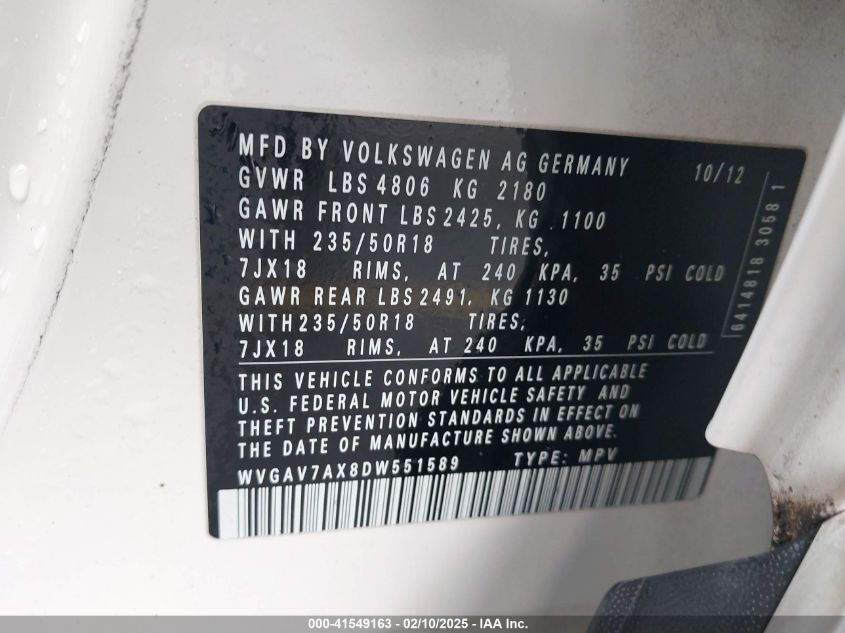 MFD BY VOLKSWAGEN AG GERMANY 10/12
GVWR LBS 4806 KG 2180
GAWR FRONT LBS 2425, KG . 1100
WITH 235/50R18 TIRES,
7JX18 RIMS, AT 240 KPA, 35 PSI COLD
GAWR REAR LBS 2491, KG 1130
WITH 235/50R18 TIRES,
7JX18 RIMS, AT 240 KPA, 35 PSI COLD
THIS VEHICLE CONFORMS TO ALL APPLICABLE
U.S. FEDERAL MOTOR VEHICLE SAFETY AND
THEFT PREVENTION STANDARDS IN EFFECT ON
THE DATE OF MANUFACTURE SHOWN ABOVE.
WVGAV7AX8DW551589 TYPE: MPV
6414818 3058 1
000-41549163 - 02/10/2025 - IAA Inc.